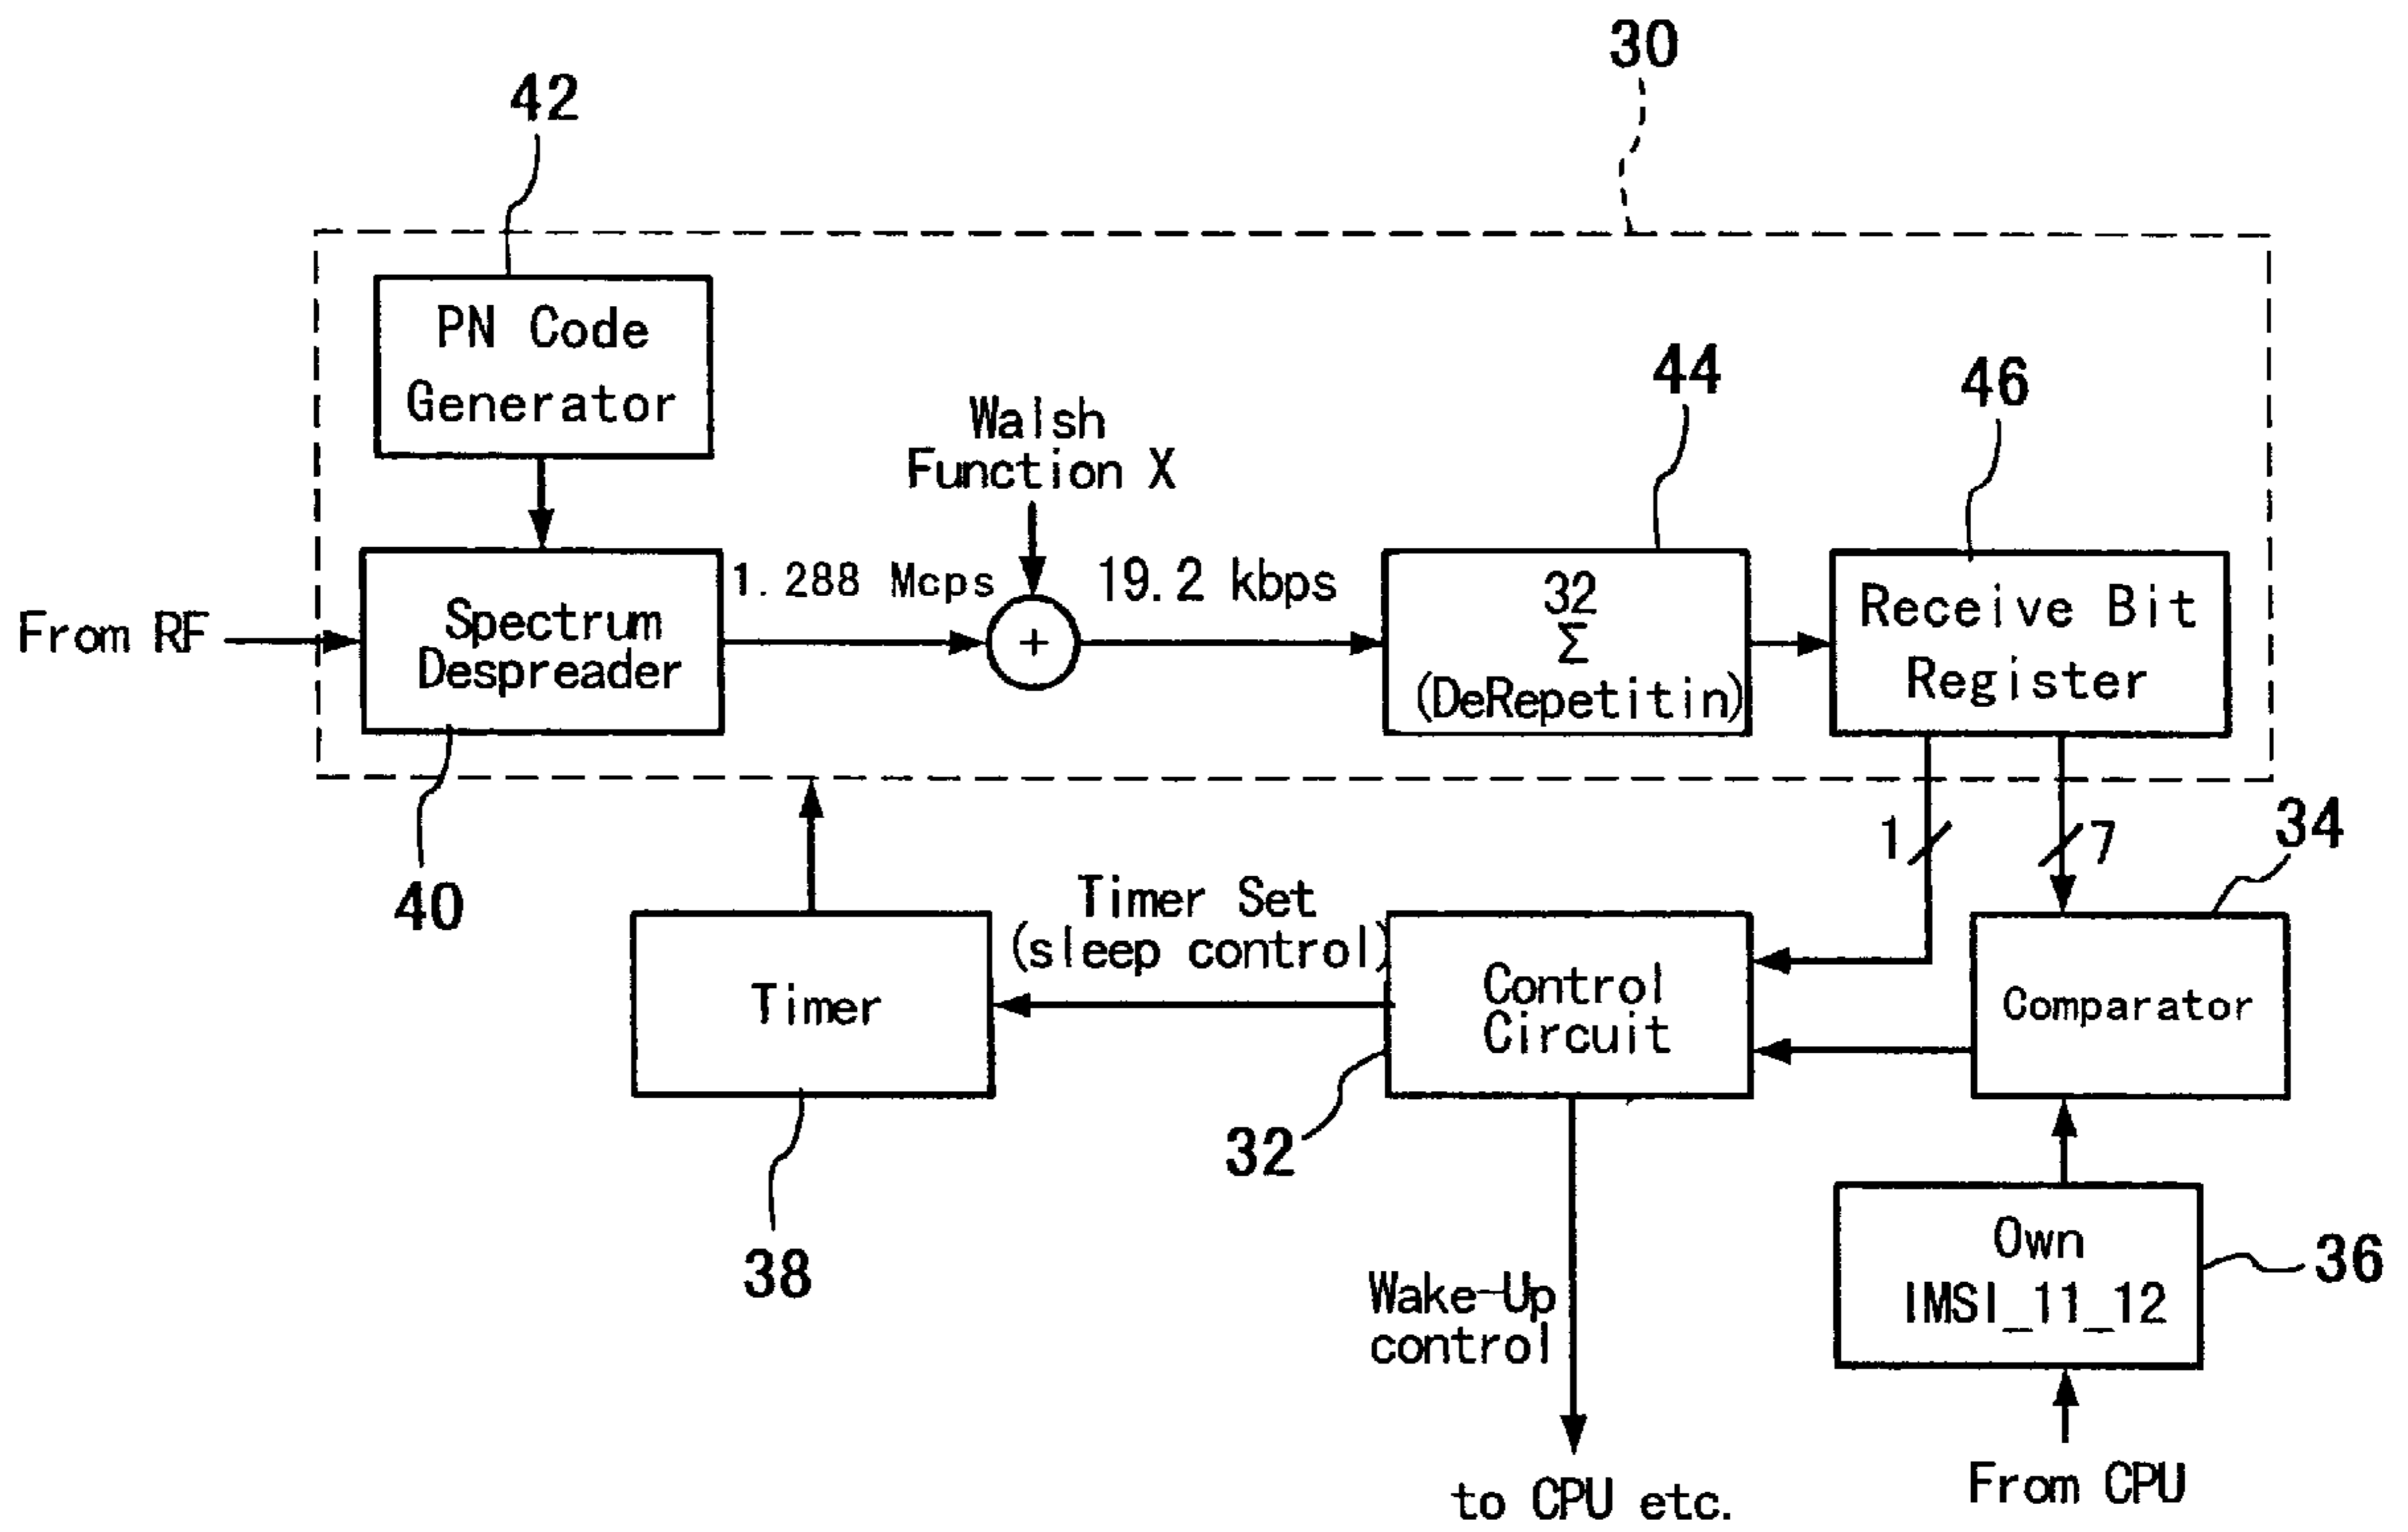 30
42
PN Code
Generator
Walsh
Function X
44
46
From RF
Spectrum
Despreader
1.288 Mcps
+
19.2 kbps
32
Σ
(DeRepetitin)
Receive Bit
Register
40
1
7
34
Timer
Timer Set
(sleep control)
Control
Circuit
Comparator
38
32
Own
IMSI_11_12
36
Wake-Up
control
to CPU etc.
From CPU